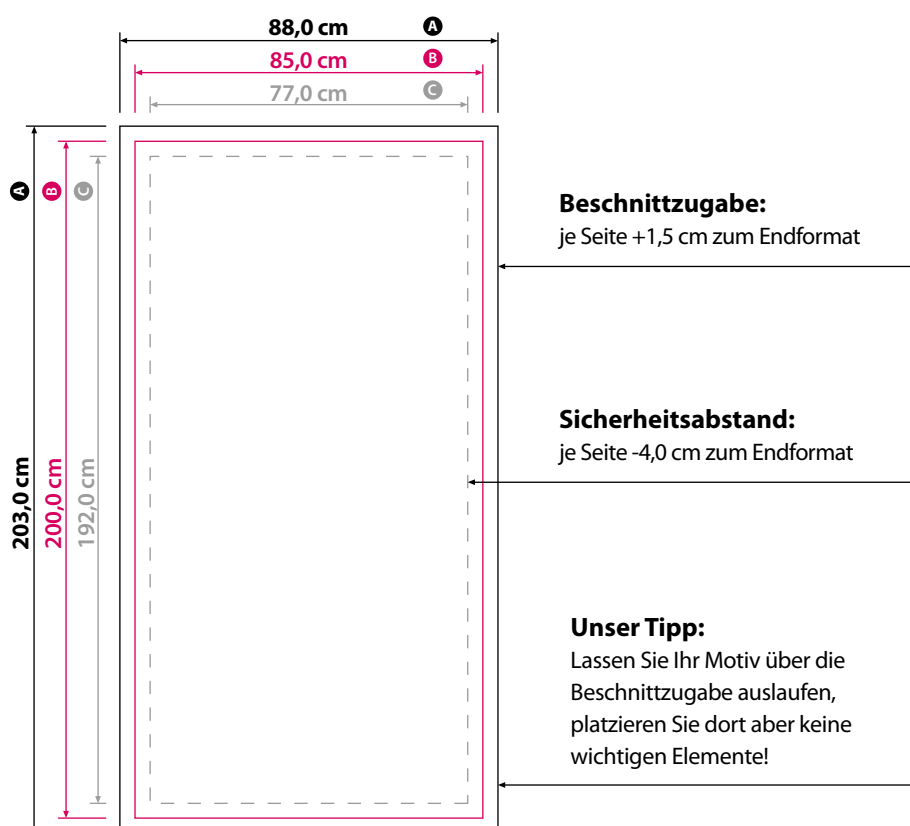 88,0 cm A
85,0 cm B
77,0 cm C
A
B
C
203,0 cm
200,0 cm
192,0 cm
Beschnittzugabe:
je Seite +1,5 cm zum Endformat
Sicherheitsabstand:
je Seite -4,0 cm zum Endformat
Unser Tipp:
Lassen Sie Ihr Motiv über die
Beschnittzugabe auslaufen,
platzieren Sie dort aber keine
wichtigen Elemente!